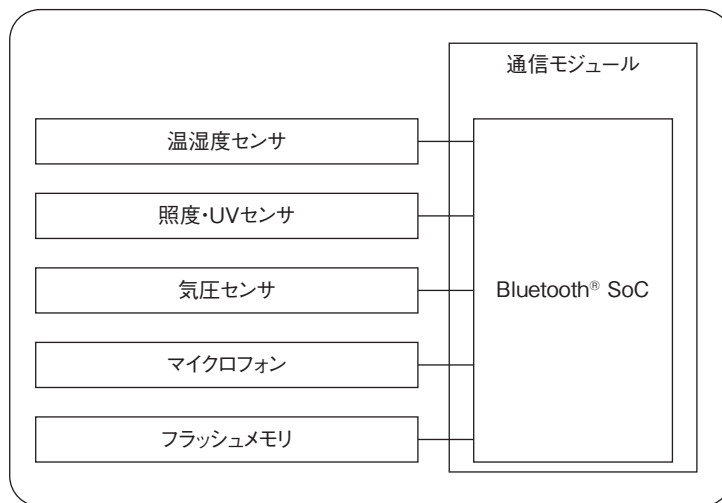 通信モジュール
温湿度センサ
照度・UVセンサ
気圧センサ
Bluetooth® SoC
マイクロフォン
フラッシュメモリ